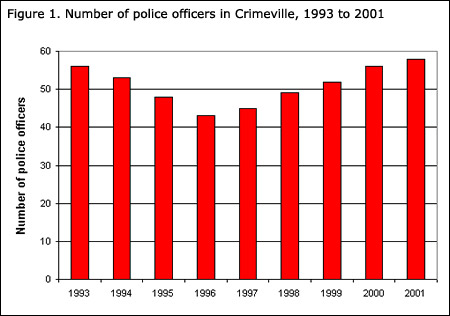 Figure 1. Number of police officers in Crimeville, 1993 to 2001
Number of police officers
60
50
40
30
20
10
0
1993 1994 1995 1996 1997 1998 1999 2000 2001